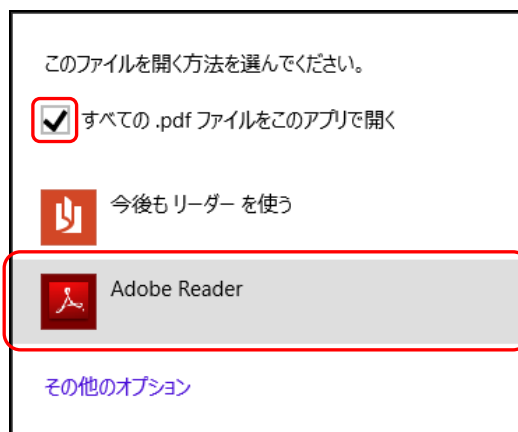 このファイルを開く方法を選んでください。
すべての .pdf ファイルをこのアプリで開く
今後も リーダー を使う
Adobe Reader
その他のオプション